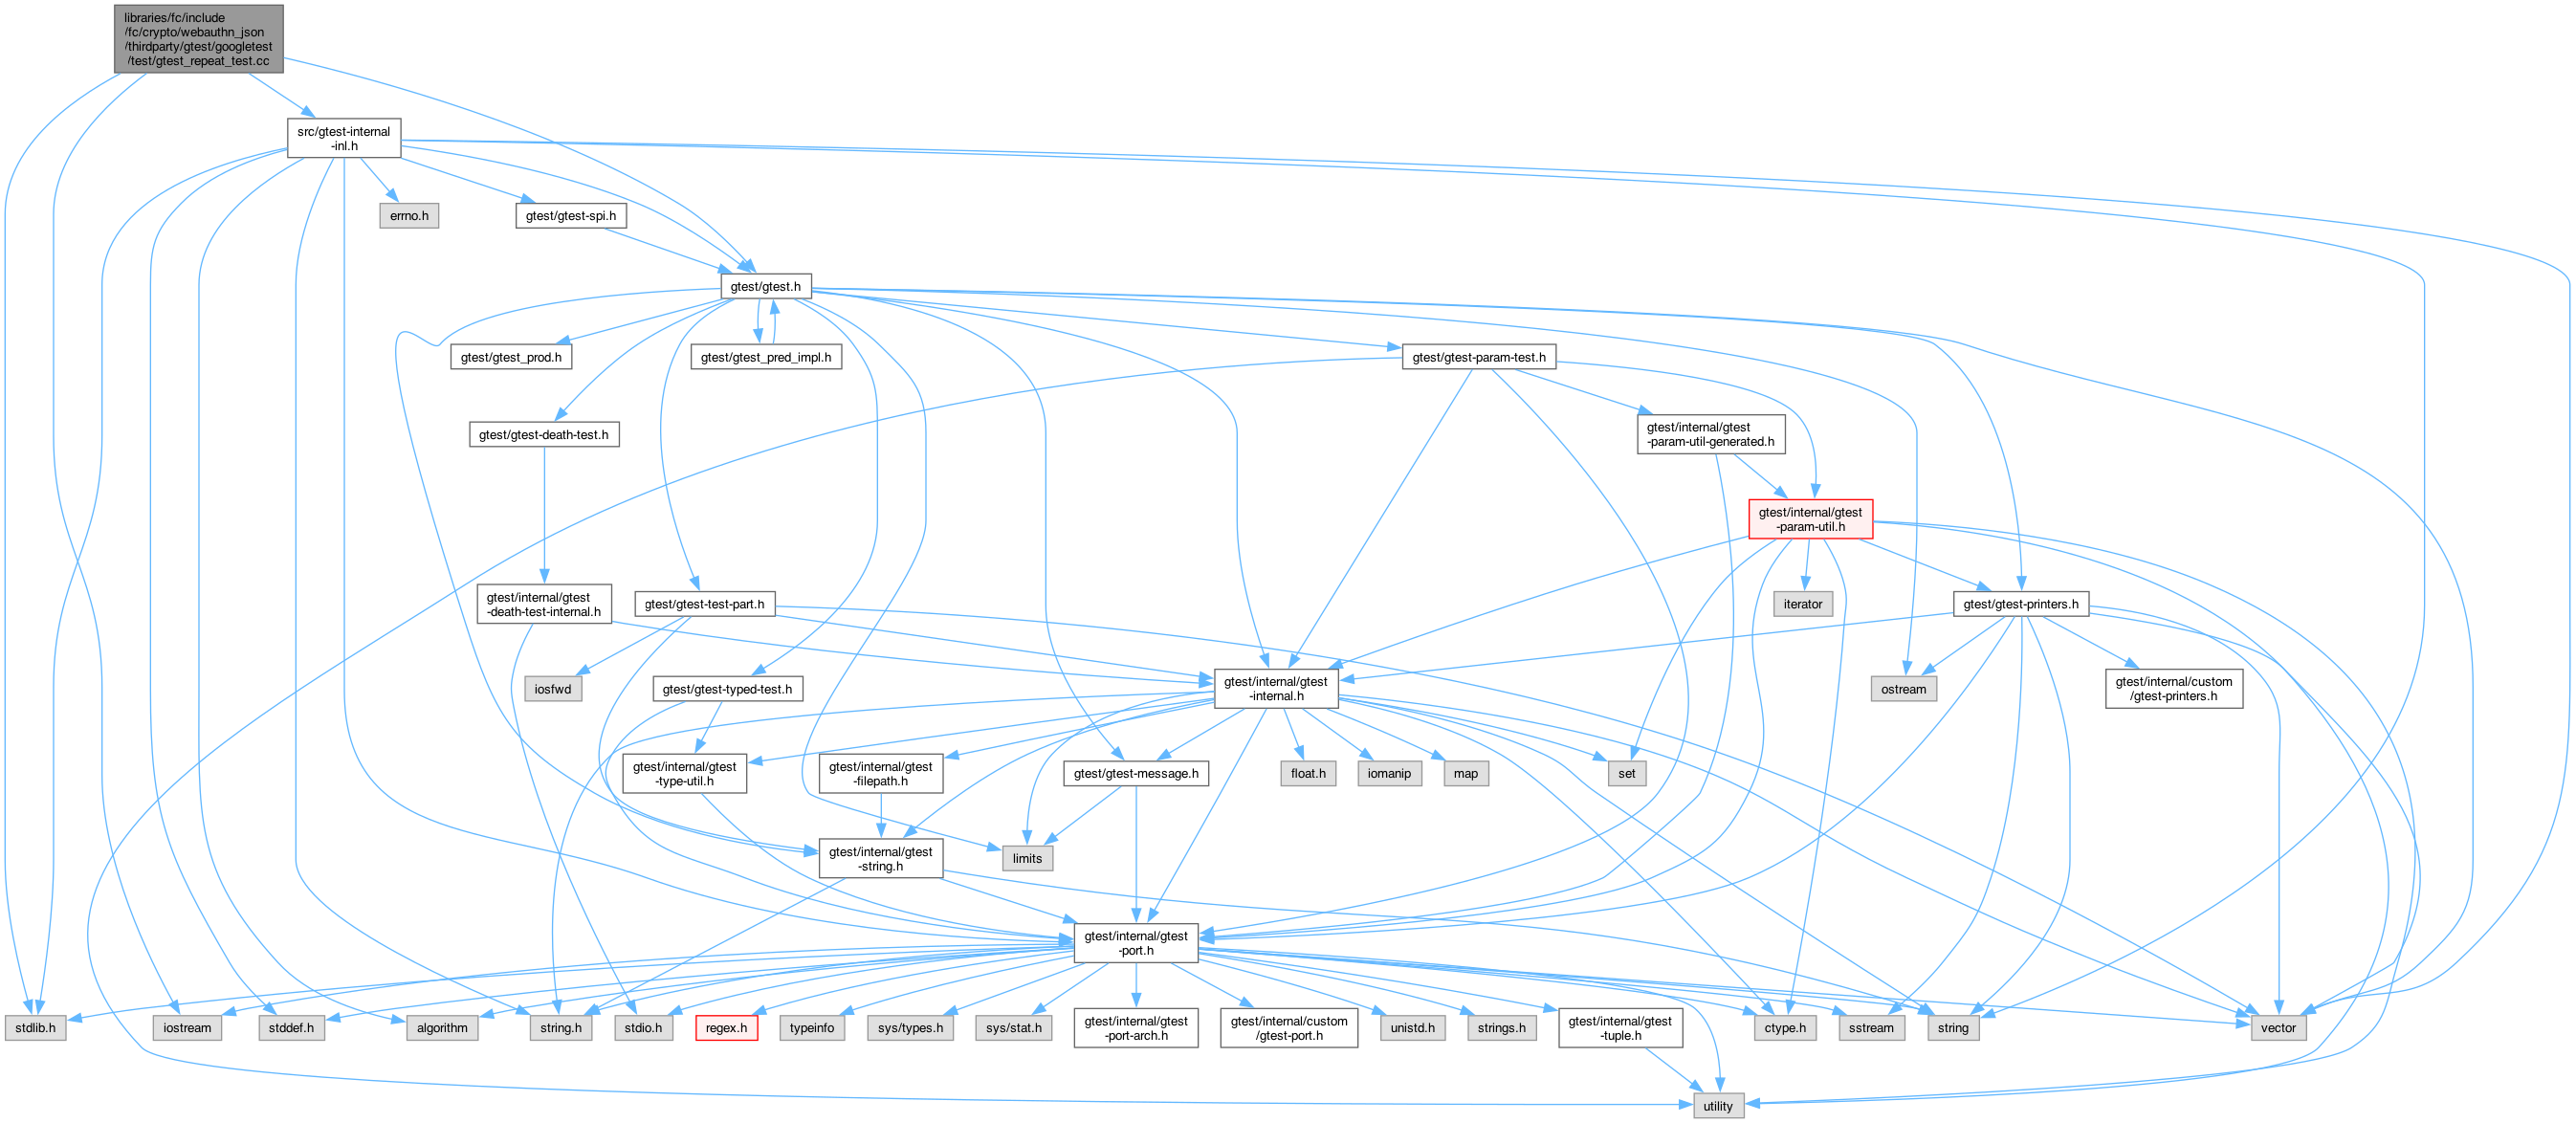 libraries/fc/include
/fc/crypto/webauthn_json
/thirdparty/gtest/googletest
/test/gtest_repeat_test.cc
src/gtest-internal
-inl.h
errno.h
gtest/gtest-spi.h
gtest/gtest.h
gtest/gtest_prod.h
gtest/gtest_pred_impl.h
gtest/gtest-param-test.h
gtest/gtest-death-test.h
gtest/internal/gtest
-param-util-generated.h
gtest/internal/gtest
-param-util.h
gtest/internal/gtest
-death-test-internal.h
gtest/gtest-test-part.h
iterator
gtest/gtest-printers.h
iosfwd
gtest/gtest-typed-test.h
gtest/internal/gtest
-internal.h
ostream
gtest/internal/custom
/gtest-printers.h
gtest/internal/gtest
-type-util.h
gtest/internal/gtest
-filepath.h
gtest/gtest-message.h
float.h
iomanip
map
set
gtest/internal/gtest
-string.h
limits
gtest/internal/gtest
-port.h
stdlib.h
iostream
stddef.h
algorithm
string.h
stdio.h
regex.h
typeinfo
sys/types.h
sys/stat.h
gtest/internal/gtest
-port-arch.h
gtest/internal/custom
/gtest-port.h
unistd.h
strings.h
gtest/internal/gtest
-tuple.h
ctype.h
sstream
string
vector
utility